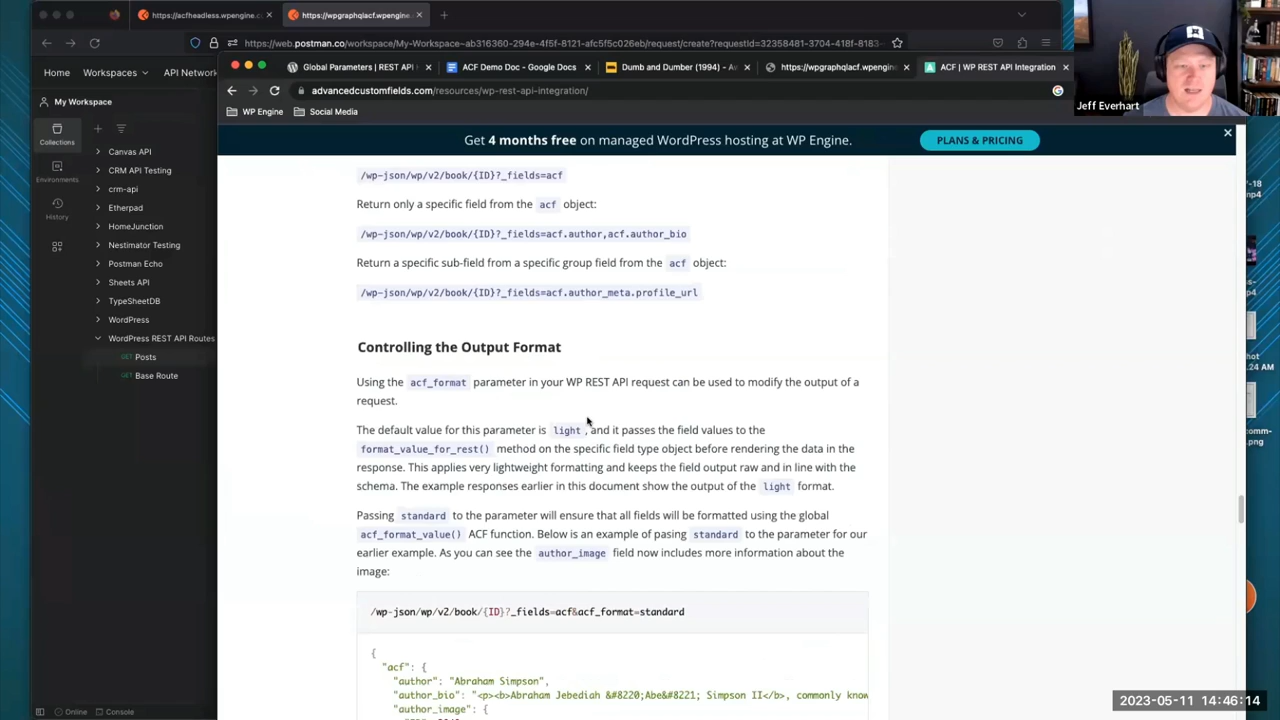 https://acfheadless.wpengine.c
https://wpgraphqlacf.wpengine.c
https://web.postman.co/workspace/My-Workspace~ab316360-294e-4f5f-8121-afc5f5c026eb/request/create?requestId=32358481-3704-418f-8183-
Home
Workspaces
API Network
My Workspace
Collections
Environments
History
Canvas API
CRM API Testing
crm-api
Etherpad
HomeJunction
Nestimator Testing
Postman Echo
Sheets API
TypeSheetDB
WordPress
WordPress REST API Routes
GET Posts
GET Base Route
Online
Console
Global Parameters | REST API
ACF Demo Doc - Google Docs
Dumb and Dumber (1994) - Aw
https://wpgraphqlacf.wpengine
ACF | WP REST API Integration
advancedcustomfields.com/resources/wp-rest-api-integration/
WP Engine
Social Media
Get 4 months free on managed WordPress hosting at WP Engine.
PLANS & PRICING
/wp-json/wp/v2/book/{ID}?_fields=acf
Return only a specific field from the acf object:
/wp-json/wp/v2/book/{ID}?_fields=acf.author,acf.author_bio
Return a specific sub-field from a specific group field from the acf object:
/wp-json/wp/v2/book/{ID}?_fields=acf.author_meta.profile_url
Controlling the Output Format
Using the acf_format parameter in your WP REST API request can be used to modify the output of a
request.
The default value for this parameter is light, and it passes the field values to the
format_value_for_rest() method on the specific field type object before rendering the data in the
response. This applies very lightweight formatting and keeps the field output raw and in line with the
schema. The example responses earlier in this document show the output of the light format.
Passing standard to the parameter will ensure that all fields will be formatted using the global
acf_format_value() ACF function. Below is an example of pasing standard to the parameter for our
earlier example. As you can see the author_image field now includes more information about the
image:
/wp-json/wp/v2/book/{ID}?_fields=acf&acf_format=standard
{
"acf": {
"author": "Abraham Simpson",
"author_bio": "<p><b>Abraham Jebediah &#8220;Abe&#8221; Simpson II</b>, commonly know
"author_image": {
Jeff Everhart
-18
mp4
s-
p4
hot
.24 AM
omm-
.png
2023-05-11 14:46:14